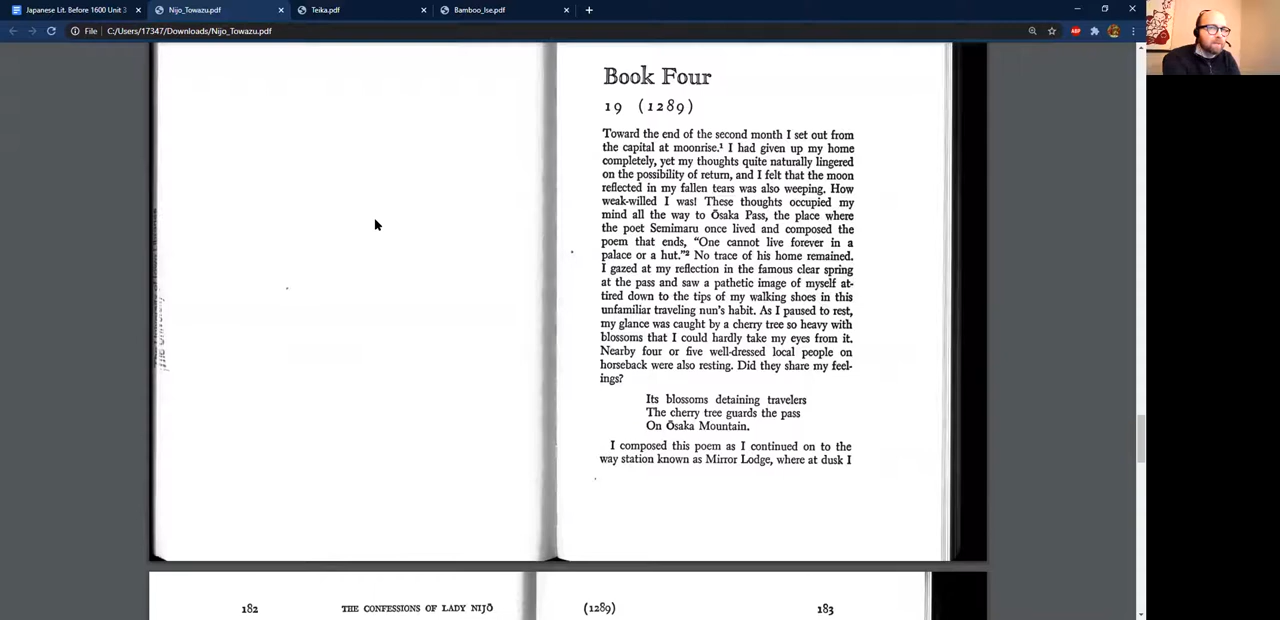 Japanese Lit. Before 1600 Unit 3
Nijo_Towazu.pdf
Teika.pdf
Bamboo_Ise.pdf
File
C:/Users/17347/Downloads/Nijo_Towazu.pdf
ABP
Book Four
19 (1289)
Toward the end of the second month I set out from
the capital at moonrise.¹ I had given up my home
completely, yet my thoughts quite naturally lingered
on the possibility of return, and I felt that the moon
reflected in my fallen tears was also weeping. How
weak-willed I was! These thoughts occupied my
mind all the way to Ōsaka Pass, the place where
the poet Semimaru once lived and composed the
poem that ends, “One cannot live forever in a
palace or a hut.”² No trace of his home remained.
I gazed at my reflection in the famous clear spring
at the pass and saw a pathetic image of myself at-
tired down to the tips of my walking shoes in this
unfamiliar traveling nun's habit. As I paused to rest,
my glance was caught by a cherry tree so heavy with
blossoms that I could hardly take my eyes from it.
Nearby four or five well-dressed local people on
horseback were also resting. Did they share my feel-
ings?
Its blossoms detaining travelers
The cherry tree guards the pass
On Ōsaka Mountain.
I composed this poem as I continued on to the
way station known as Mirror Lodge, where at dusk I
182
THE CONFESSIONS OF LADY NIJŌ
(1289)
183